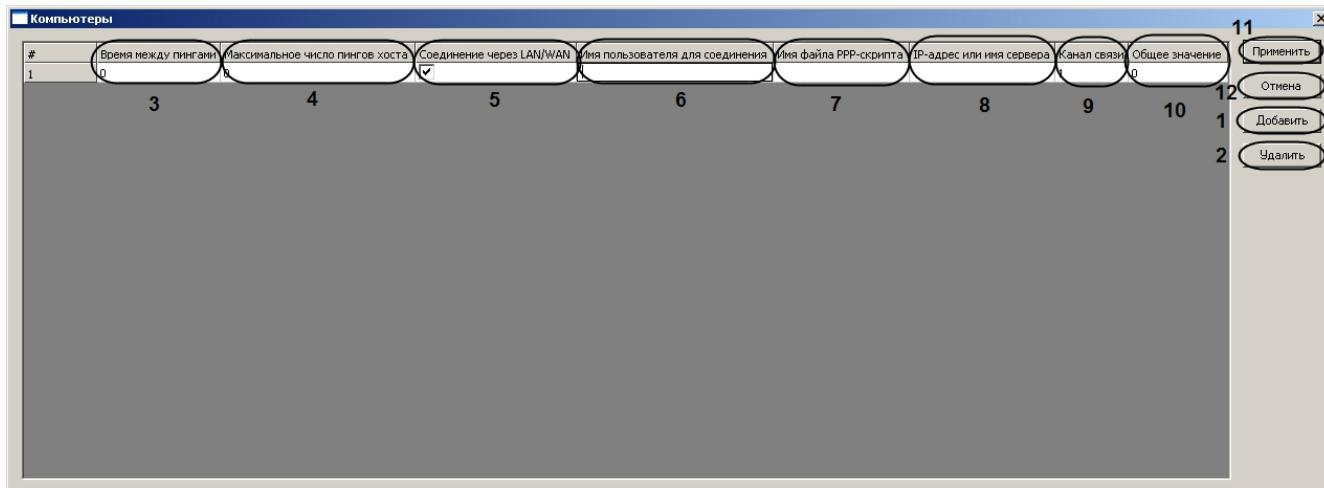 Компьютеры
11
# Время между пингами Максимальное число пингов хоста Соединение через LAN/WAN Имя пользователя для соединения Имя файла PPP-скрипта IP-адрес или имя сервера Канал связи Общее значение Применить
1 0 0 1 0
3 4 5 6 7 8 9 10
12 Отмена
1 Добавить
2 Удалить